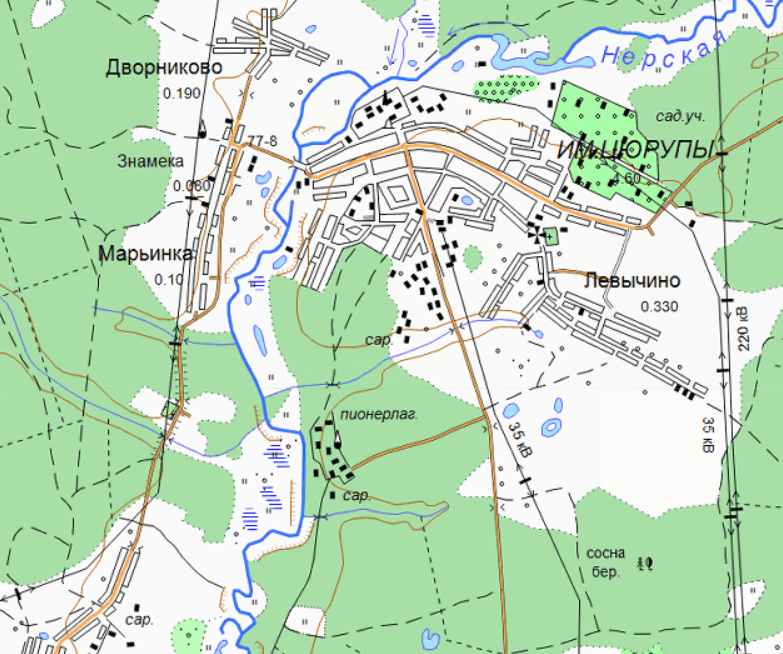 Нерская
Дворниково
0.190
сад.уч.
77-8
ИМ.ЦЮРУПЫ
Знамека
4.60
0.080
Марьинка
0.10
Левычино
0.330
220 кВ
сар.
пионерлаг.
35 кВ
35 кВ
сар.
сосна
бер.
сар.